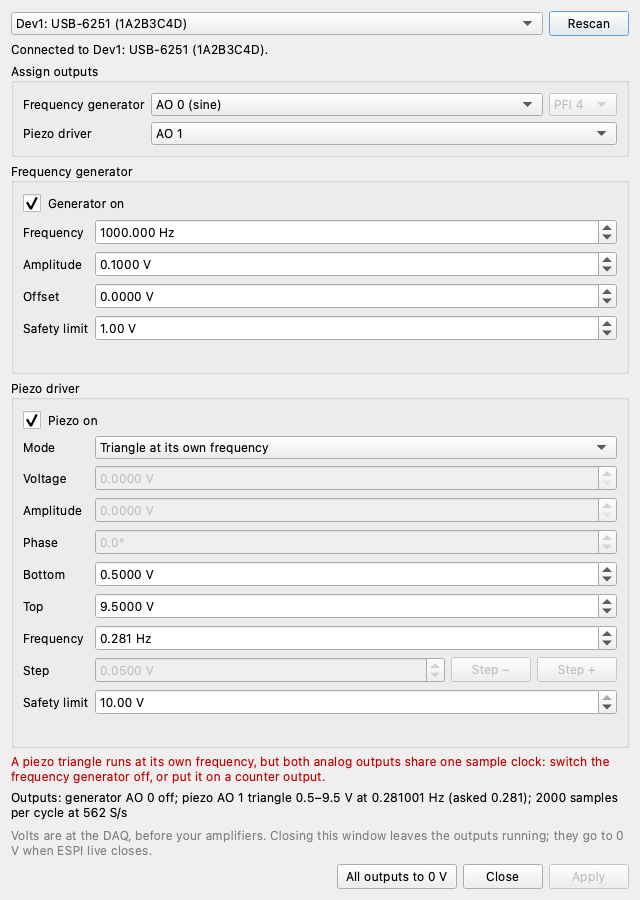 Dev1: USB-6251 (1A2B3C4D)
Rescan
Connected to Dev1: USB-6251 (1A2B3C4D).
Assign outputs
Frequency generator AO 0 (sine) PFI 4
Piezo driver AO 1
Frequency generator
Generator on
Frequency 1000.000 Hz
Amplitude 0.1000 V
Offset 0.0000 V
Safety limit 1.00 V
Piezo driver
Piezo on
Mode Triangle at its own frequency
Voltage 0.0000 V
Amplitude 0.0000 V
Phase 0.0°
Bottom 0.5000 V
Top 9.5000 V
Frequency 0.281 Hz
Step 0.0500 V Step – Step +
Safety limit 10.00 V
A piezo triangle runs at its own frequency, but both analog outputs share one sample clock: switch the
frequency generator off, or put it on a counter output.
Outputs: generator AO 0 off; piezo AO 1 triangle 0.5–9.5 V at 0.281001 Hz (asked 0.281); 2000 samples
per cycle at 562 S/s
Volts are at the DAQ, before your amplifiers. Closing this window leaves the outputs running; they go to 0
V when ESPI live closes.
All outputs to 0 V Close Apply